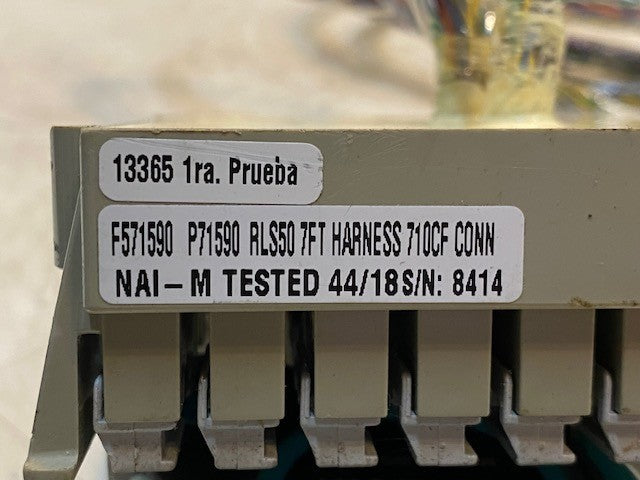 13365 1ra. Prueba
F571590 P71590 RLS50 7FT HARNESS 710CF CONN
NAI-M TESTED 44/18 S/N: 8414